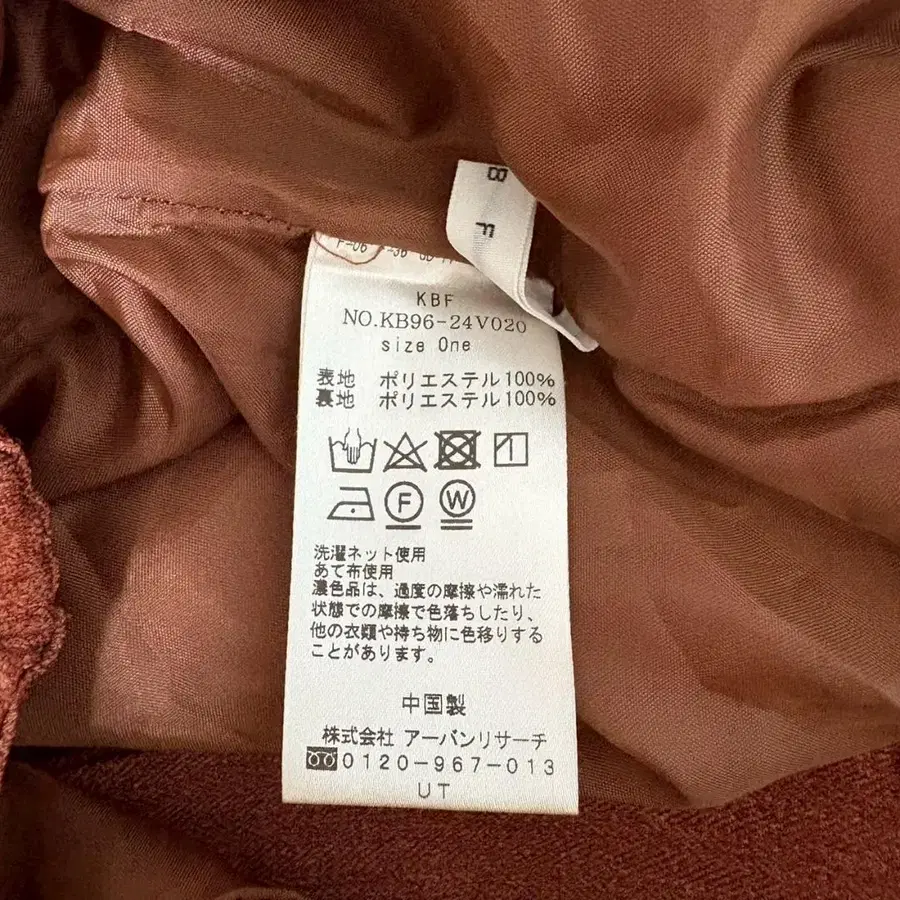 B F
F-06
KBF
NO.KB96-24V020
size One
表地 ポリエステル100%
裏地 ポリエステル100%
F W
洗濯ネット使用
あて布使用
濃色品は、過度の摩擦や濡れた
状態での摩擦で色落ちしたり、
他の衣類や持ち物に色移りする
ことがあります。
中国製
株式会社 アーバンリサーチ
0120-967-013
UT